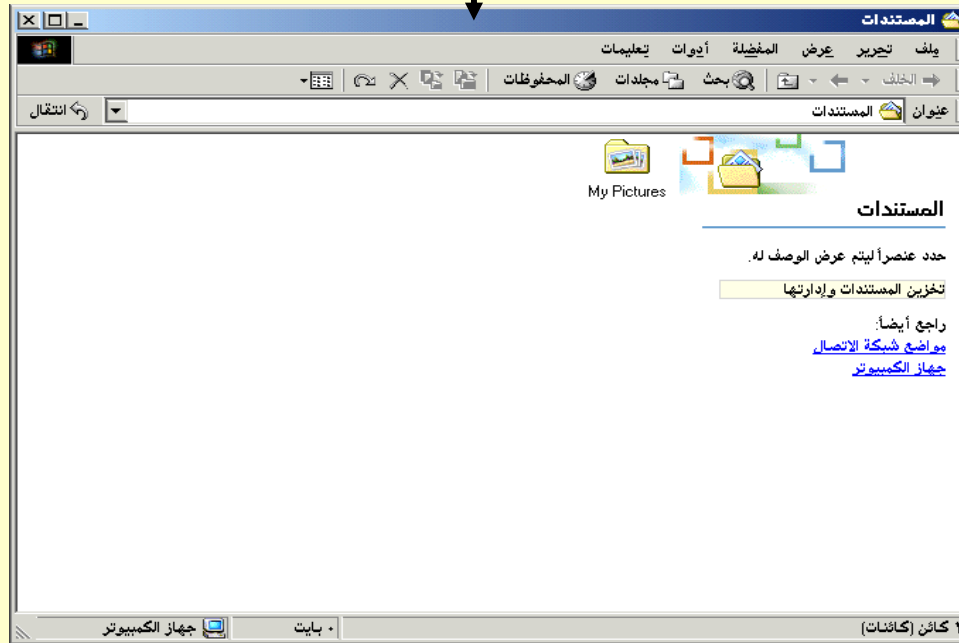 المستندات
ملف تحرير عرض المفضلة أدوات تعليمات
الخلف بحث مجلدات المحفوظات
عنوان المستندات انتقال
My Pictures
المستندات
حدد عنصراً ليتم عرض الوصف له.
تخزين المستندات وإدارتها
راجع أيضاً:
مواضع شبكة الاتصال
جهاز الكمبيوتر
١ كائن (كائنات) ٠ بايت جهاز الكمبيوتر